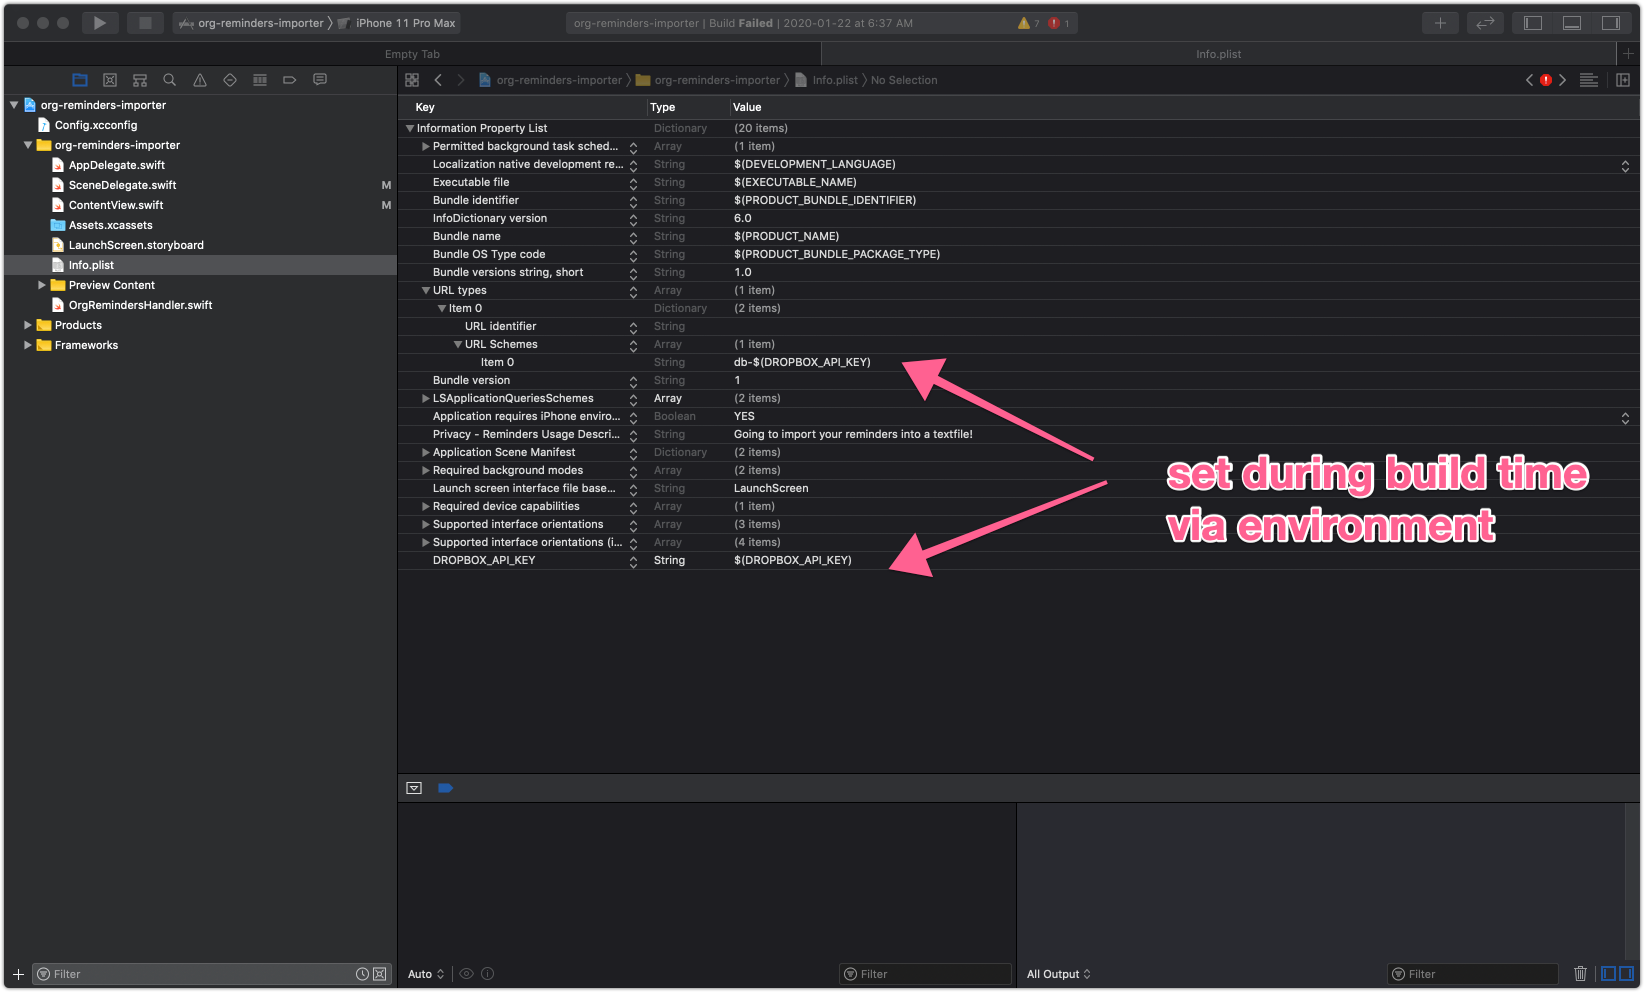 org-reminders-importer iPhone 11 Pro Max
org-reminders-importer | Build Failed | 2020-01-22 at 6:37 AM 7 1
Empty Tab Info.plist
org-reminders-importer org-reminders-importer Info.plist No Selection
org-reminders-importer
Config.xcconfig
org-reminders-importer
AppDelegate.swift
SceneDelegate.swift M
ContentView.swift M
Assets.xcassets
LaunchScreen.storyboard
Info.plist
Preview Content
OrgRemindersHandler.swift
Products
Frameworks
Key Type Value
Information Property List Dictionary (20 items)
Permitted background task sched... Array (1 item)
Localization native development re... String $(DEVELOPMENT_LANGUAGE)
Executable file String $(EXECUTABLE_NAME)
Bundle identifier String $(PRODUCT_BUNDLE_IDENTIFIER)
InfoDictionary version String 6.0
Bundle name String $(PRODUCT_NAME)
Bundle OS Type code String $(PRODUCT_BUNDLE_PACKAGE_TYPE)
Bundle versions string, short String 1.0
URL types Array (1 item)
Item 0 Dictionary (2 items)
URL identifier String
URL Schemes Array (1 item)
Item 0 String db-$(DROPBOX_API_KEY)
Bundle version String 1
LSApplicationQueriesSchemes Array (2 items)
Application requires iPhone enviro... Boolean YES
Privacy - Reminders Usage Descri... String Going to import your reminders into a textfile!
Application Scene Manifest Dictionary (2 items)
Required background modes Array (2 items)
Launch screen interface file base... String LaunchScreen
Required device capabilities Array (1 item)
Supported interface orientations Array (3 items)
Supported interface orientations (i... Array (4 items)
DROPBOX_API_KEY String $(DROPBOX_API_KEY)
set during build time
via environment
Filter
Auto Filter
All Output Filter